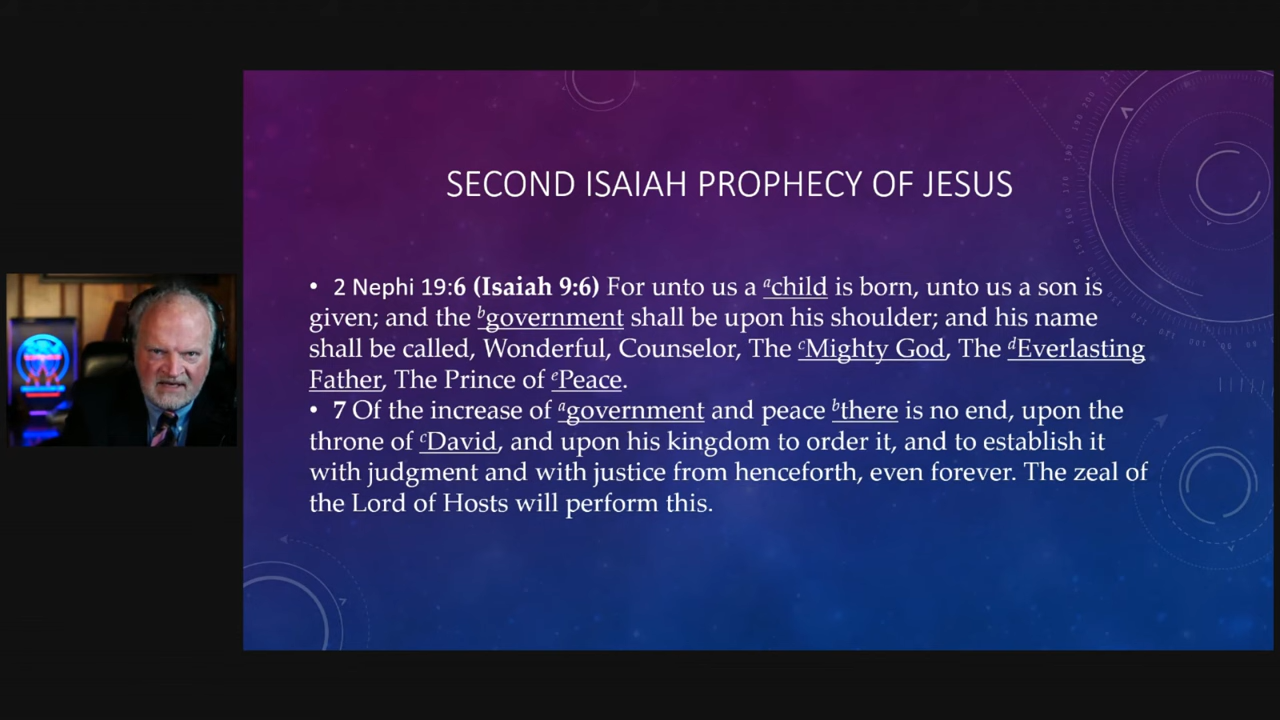 SECOND ISAIAH PROPHECY OF JESUS
• 2 Nephi 19:6 (Isaiah 9:6) For unto us a ᵃchild is born, unto us a son is
given; and the ᵇgovernment shall be upon his shoulder; and his name
shall be called, Wonderful, Counselor, The ᶜMighty God, The ᵈEverlasting
Father, The Prince of ᵉPeace.
• 7 Of the increase of ᵃgovernment and peace ᵇthere is no end, upon the
throne of ᶜDavid, and upon his kingdom to order it, and to establish it
with judgment and with justice from henceforth, even forever. The zeal of
the Lord of Hosts will perform this.